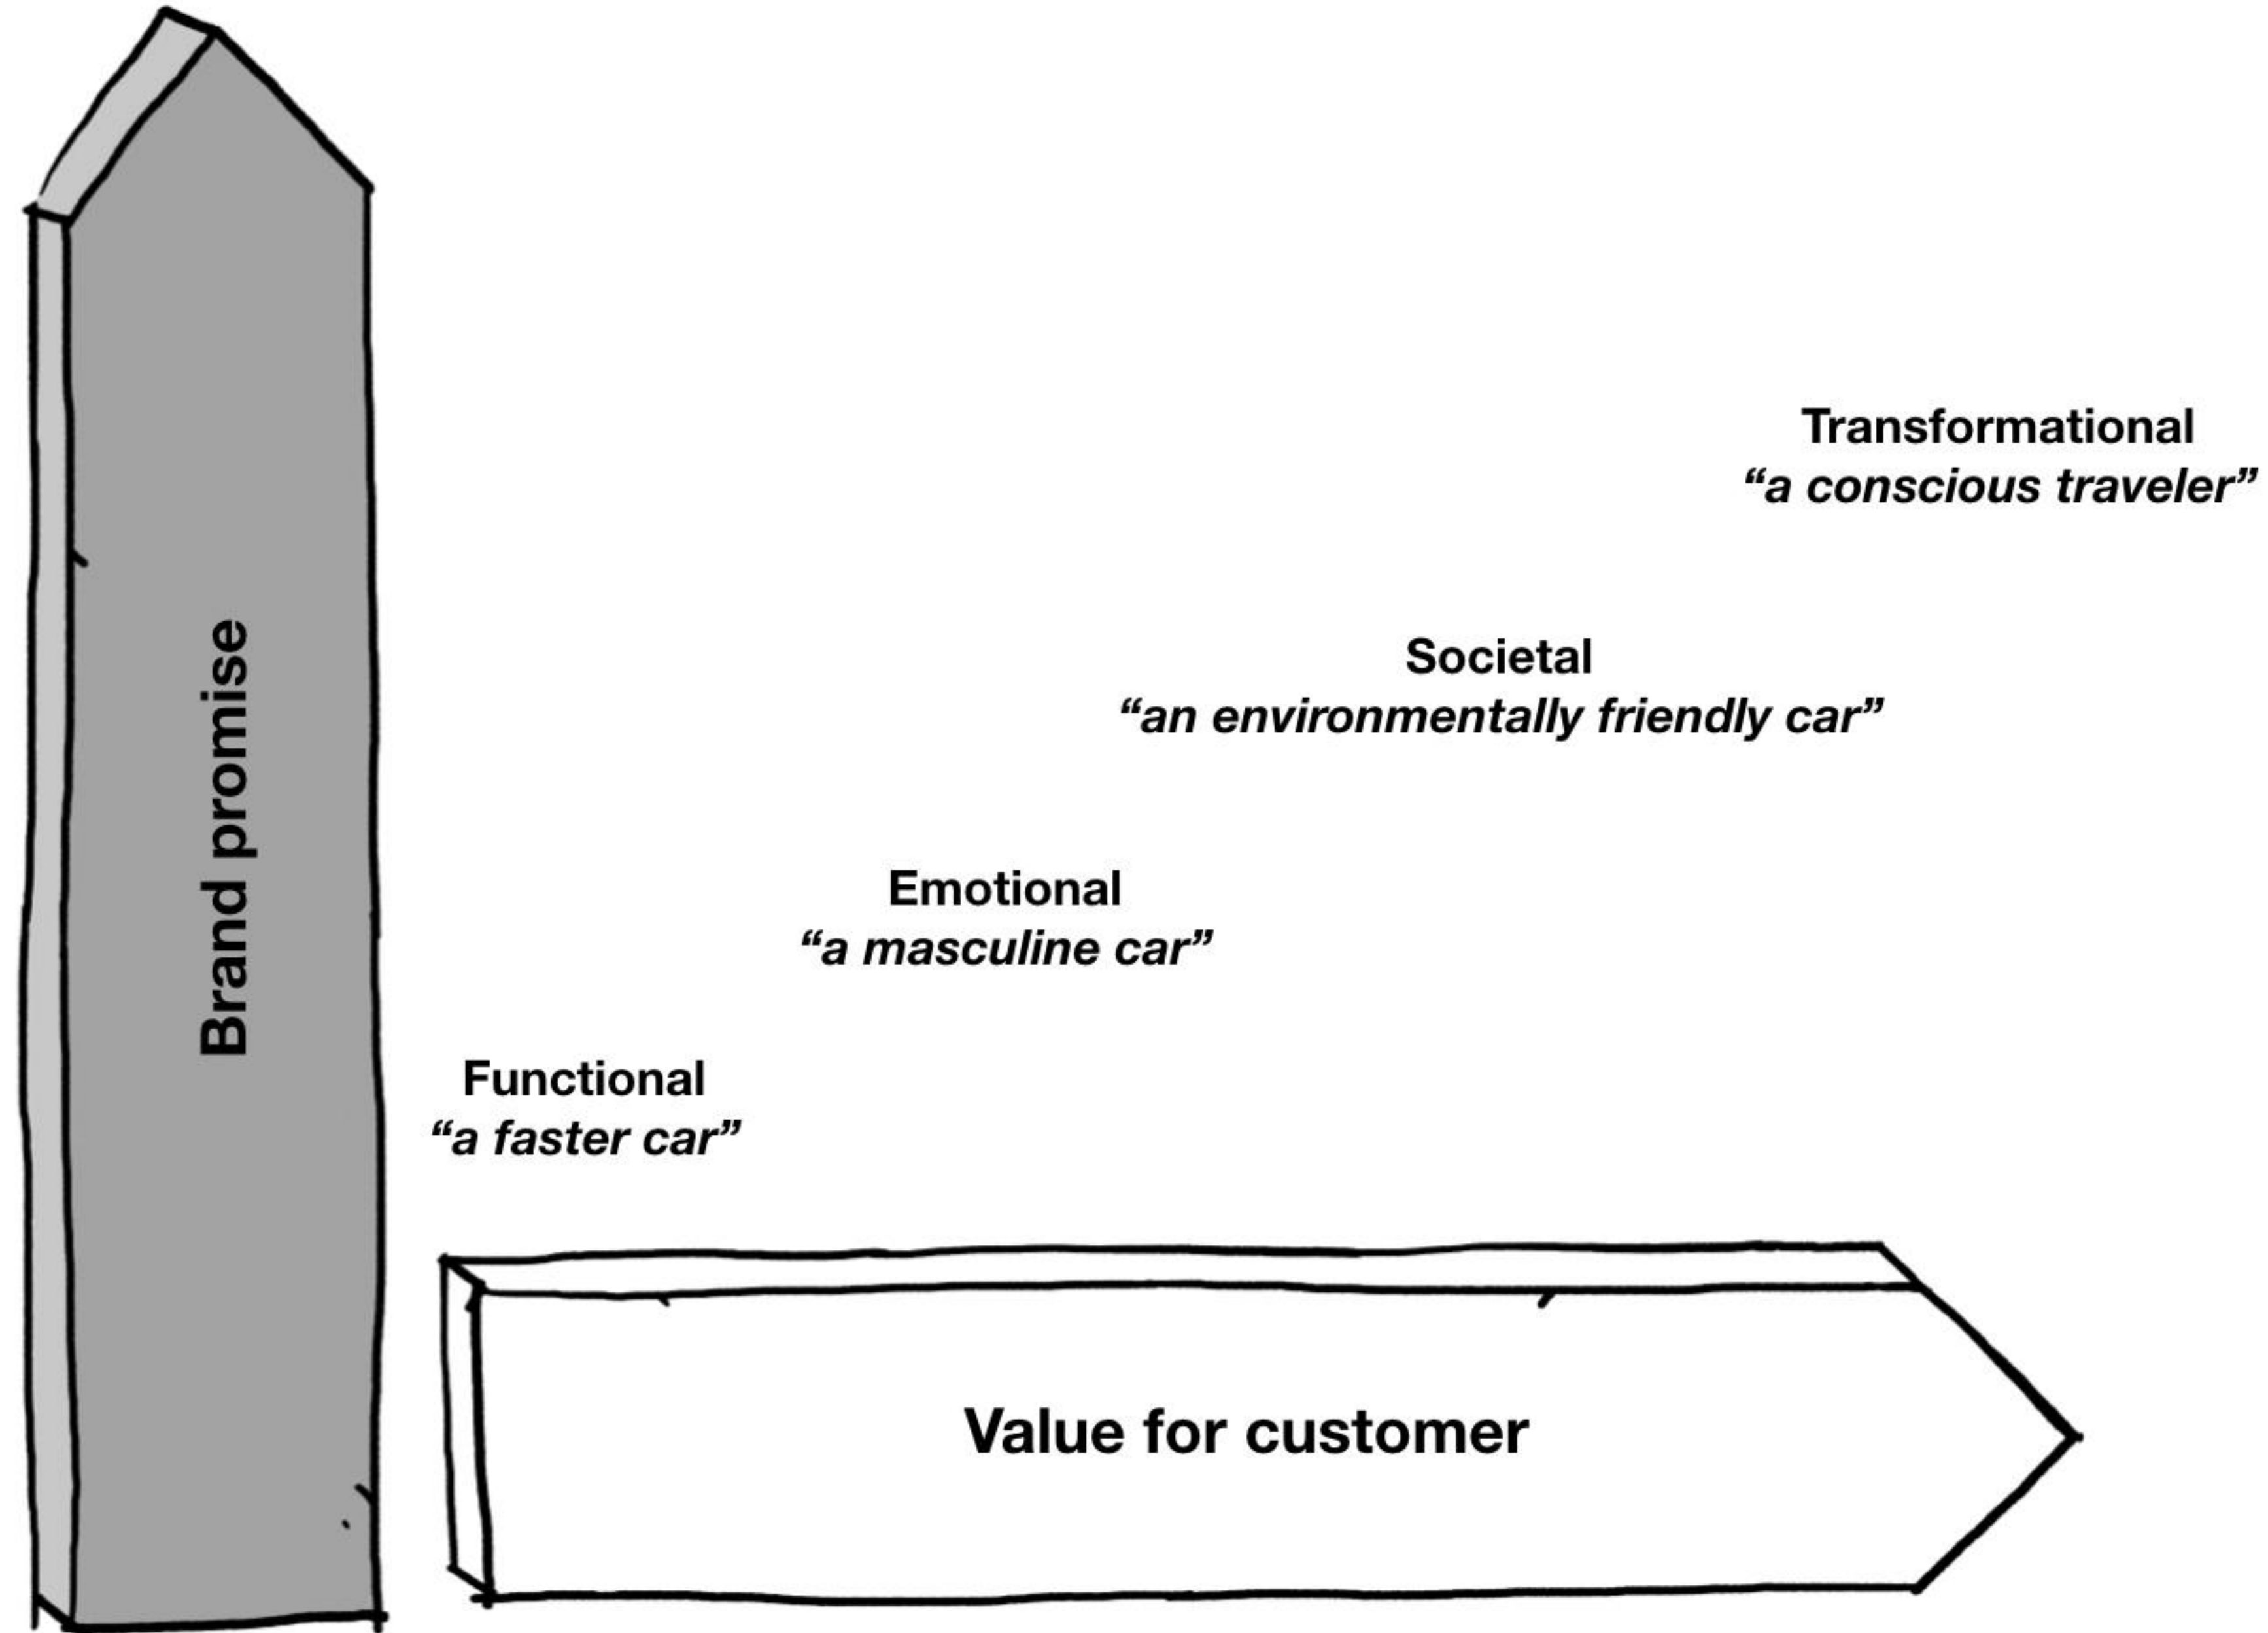 Transformational
“a conscious traveler”
Societal
“an environmentally friendly car”
Emotional
“a masculine car”
Functional
“a faster car”
Brand promise
Value for customer